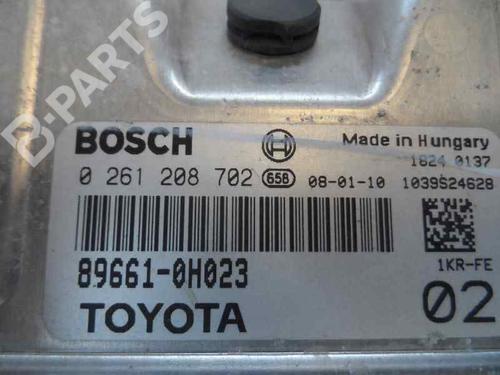 B-PARTS
BOSCH
Made in Hungary
1824 0137
0 261 208 702 658 08-01-10 1039S24628
89661-0H023
1KR-FE
TOYOTA
02